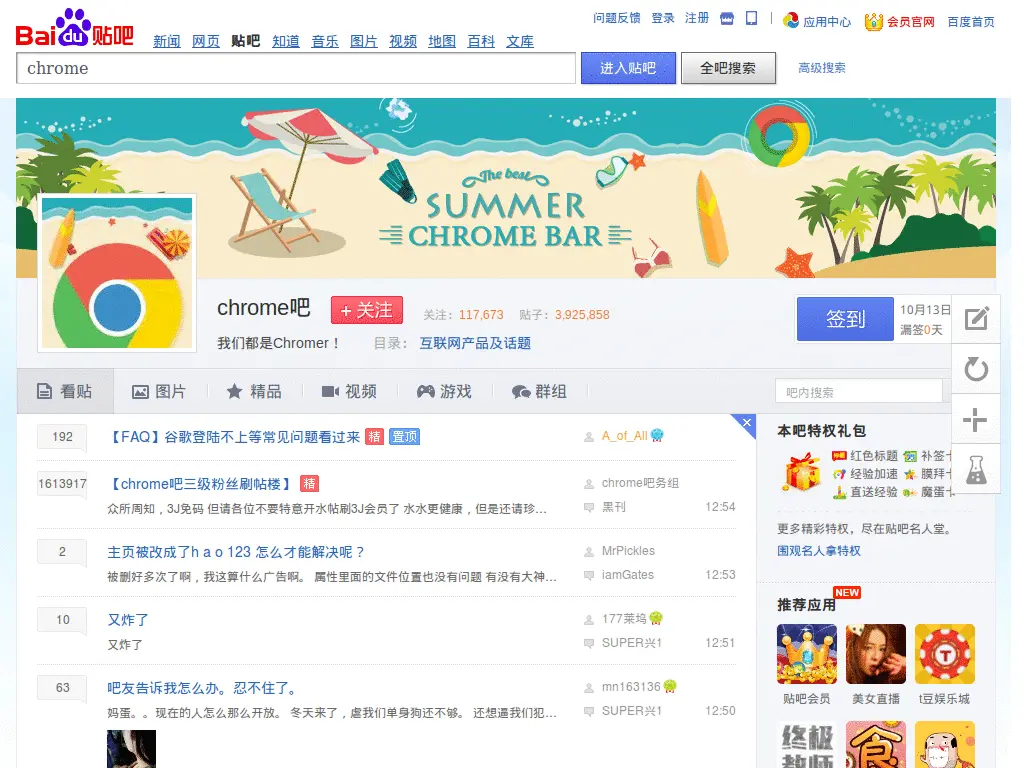 Bai du 贴吧
新闻 网页 贴吧 知道 音乐 图片 视频 地图 百科 文库
问题反馈 登录 注册 应用中心 会员官网 百度首页
chrome 进入贴吧 全吧搜索 高级搜索
The best
SUMMER
CHROME BAR
chrome吧 +关注 关注：117,673 贴子：3,925,858
我们都是Chromer！ 目录： 互联网产品及话题
签到 10月13日
漏签0天
看贴 图片 精品 视频 游戏 群组 吧内搜索
192 【FAQ】谷歌登陆不上等常见问题看过来 精 置顶 A_of_All
1613917 【chrome吧三级粉丝刷帖楼】 精 chrome吧务组
众所周知，3J免码 但请各位不要特意开水帖刷3J会员了 水水更健康，但是还请珍... 黑刊 12:54
2 主页被改成了h a o 123 怎么才能解决呢？ MrPickles
被删好多次了啊，我这算什么广告啊。 属性里面的文件位置也没有问题 有没有大神... iamGates 12:53
10 又炸了 177莱坞
又炸了 SUPER兴1 12:51
63 吧友告诉我怎么办。忍不住了。 mn163136
妈蛋。。现在的人怎么那么开放。 冬天来了，虐我们单身狗还不够。 还想逼我们犯... SUPER兴1 12:50
本吧特权礼包
红色标题 补签卡
经验加速 膜拜卡
直送经验 魔蛋卡
更多精彩特权，尽在贴吧名人堂。
围观名人拿特权
推荐应用 NEW
T
贴吧会员 美女直播 t豆娱乐城
终极 食
教师